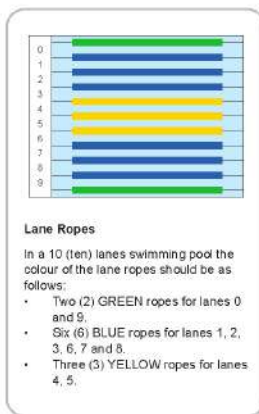 0
1
2
3
4
5
6
7
8
9
Lane Ropes
In a 10 (ten) lanes swimming pool the
colour of the lane ropes should be as
follows:
• Two (2) GREEN ropes for lanes 0
and 9.
• Six (6) BLUE ropes for lanes 1, 2,
3, 6, 7 and 8.
• Three (3) YELLOW ropes for lanes
4, 5.